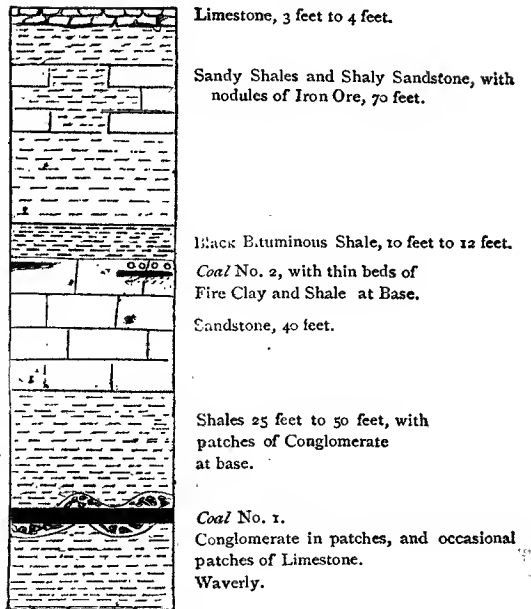 Limestone, 3 feet to 4 feet.
Sandy Shales and Shaly Sandstone, with
nodules of Iron Ore, 70 feet.
Black Bituminous Shale, 10 feet to 12 feet.
Coal No. 2, with thin beds of
Fire Clay and Shale at Base.
Sandstone, 40 feet.
Shales 25 feet to 50 feet, with
patches of Conglomerate
at base.
Coal No. 1.
Conglomerate in patches, and occasional
patches of Limestone.
Waverly.